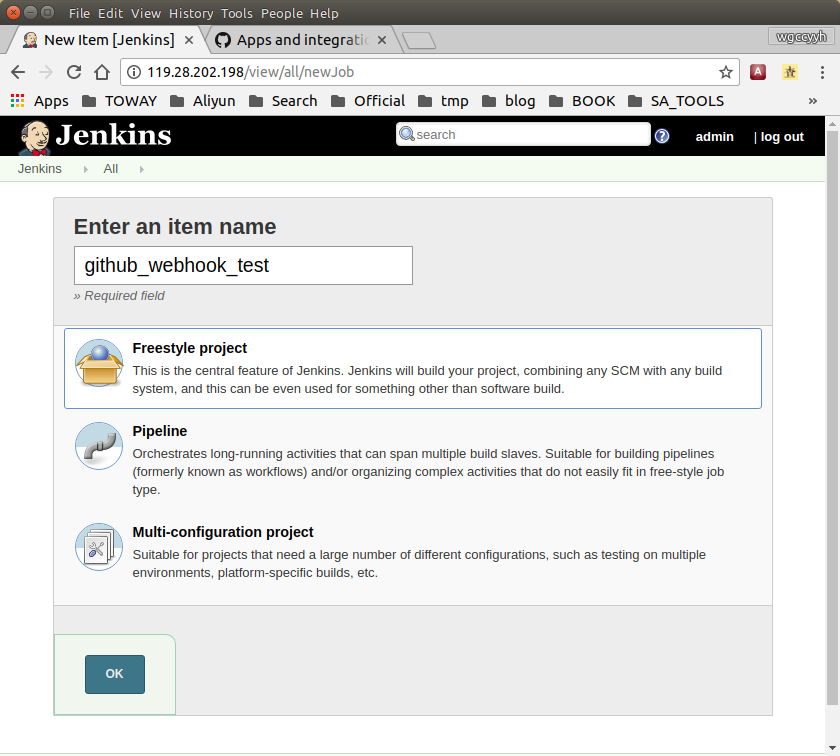 File Edit View History Tools People Help
New Item [Jenkins]
Apps and integratio
wgccyyh
119.28.202.198/view/all/newJob
A
Apps TOWAY Aliyun Search Official tmp blog BOOK SA_TOOLS »
Jenkins search ? admin | log out
Jenkins All
Enter an item name
github_webhook_test
» Required field
Freestyle project
This is the central feature of Jenkins. Jenkins will build your project, combining any SCM with any build
system, and this can be even used for something other than software build.
Pipeline
Orchestrates long-running activities that can span multiple build slaves. Suitable for building pipelines
(formerly known as workflows) and/or organizing complex activities that do not easily fit in free-style job
type.
Multi-configuration project
Suitable for projects that need a large number of different configurations, such as testing on multiple
environments, platform-specific builds, etc.
OK